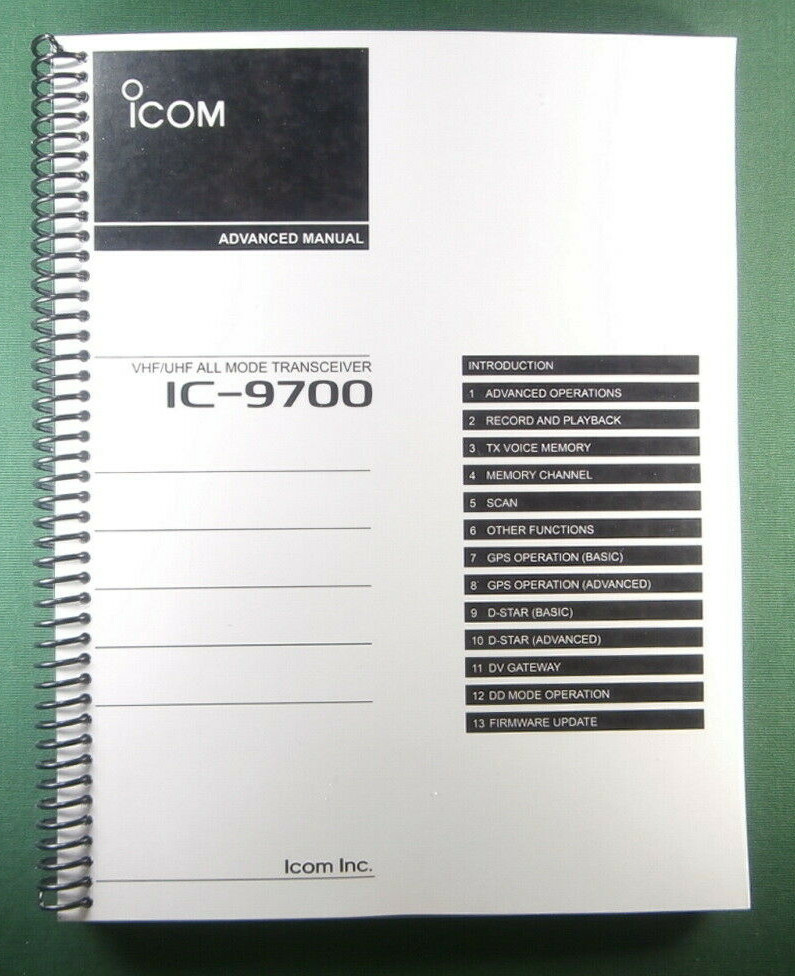 ICOM
ADVANCED MANUAL
VHF/UHF ALL MODE TRANSCEIVER
IC-9700
INTRODUCTION
1 ADVANCED OPERATIONS
2 RECORD AND PLAYBACK
3 TX VOICE MEMORY
4 MEMORY CHANNEL
5 SCAN
6 OTHER FUNCTIONS
7 GPS OPERATION (BASIC)
8 GPS OPERATION (ADVANCED)
9 D-STAR (BASIC)
10 D-STAR (ADVANCED)
11 DV GATEWAY
12 DD MODE OPERATION
13 FIRMWARE UPDATE
Icom Inc.